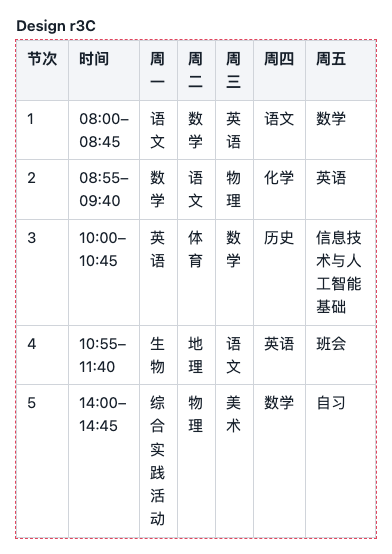 Design r3C
节次 时间 周一 周二 周三 周四 周五
1 08:00–08:45 语文 数学 英语 语文 数学
2 08:55–09:40 数学 语文 物理 化学 英语
3 10:00–10:45 英语 体育 数学 历史 信息技术与人工智能基础
4 10:55–11:40 生物 地理 语文 英语 班会
5 14:00–14:45 综合实践活动 物理 美术 数学 自习